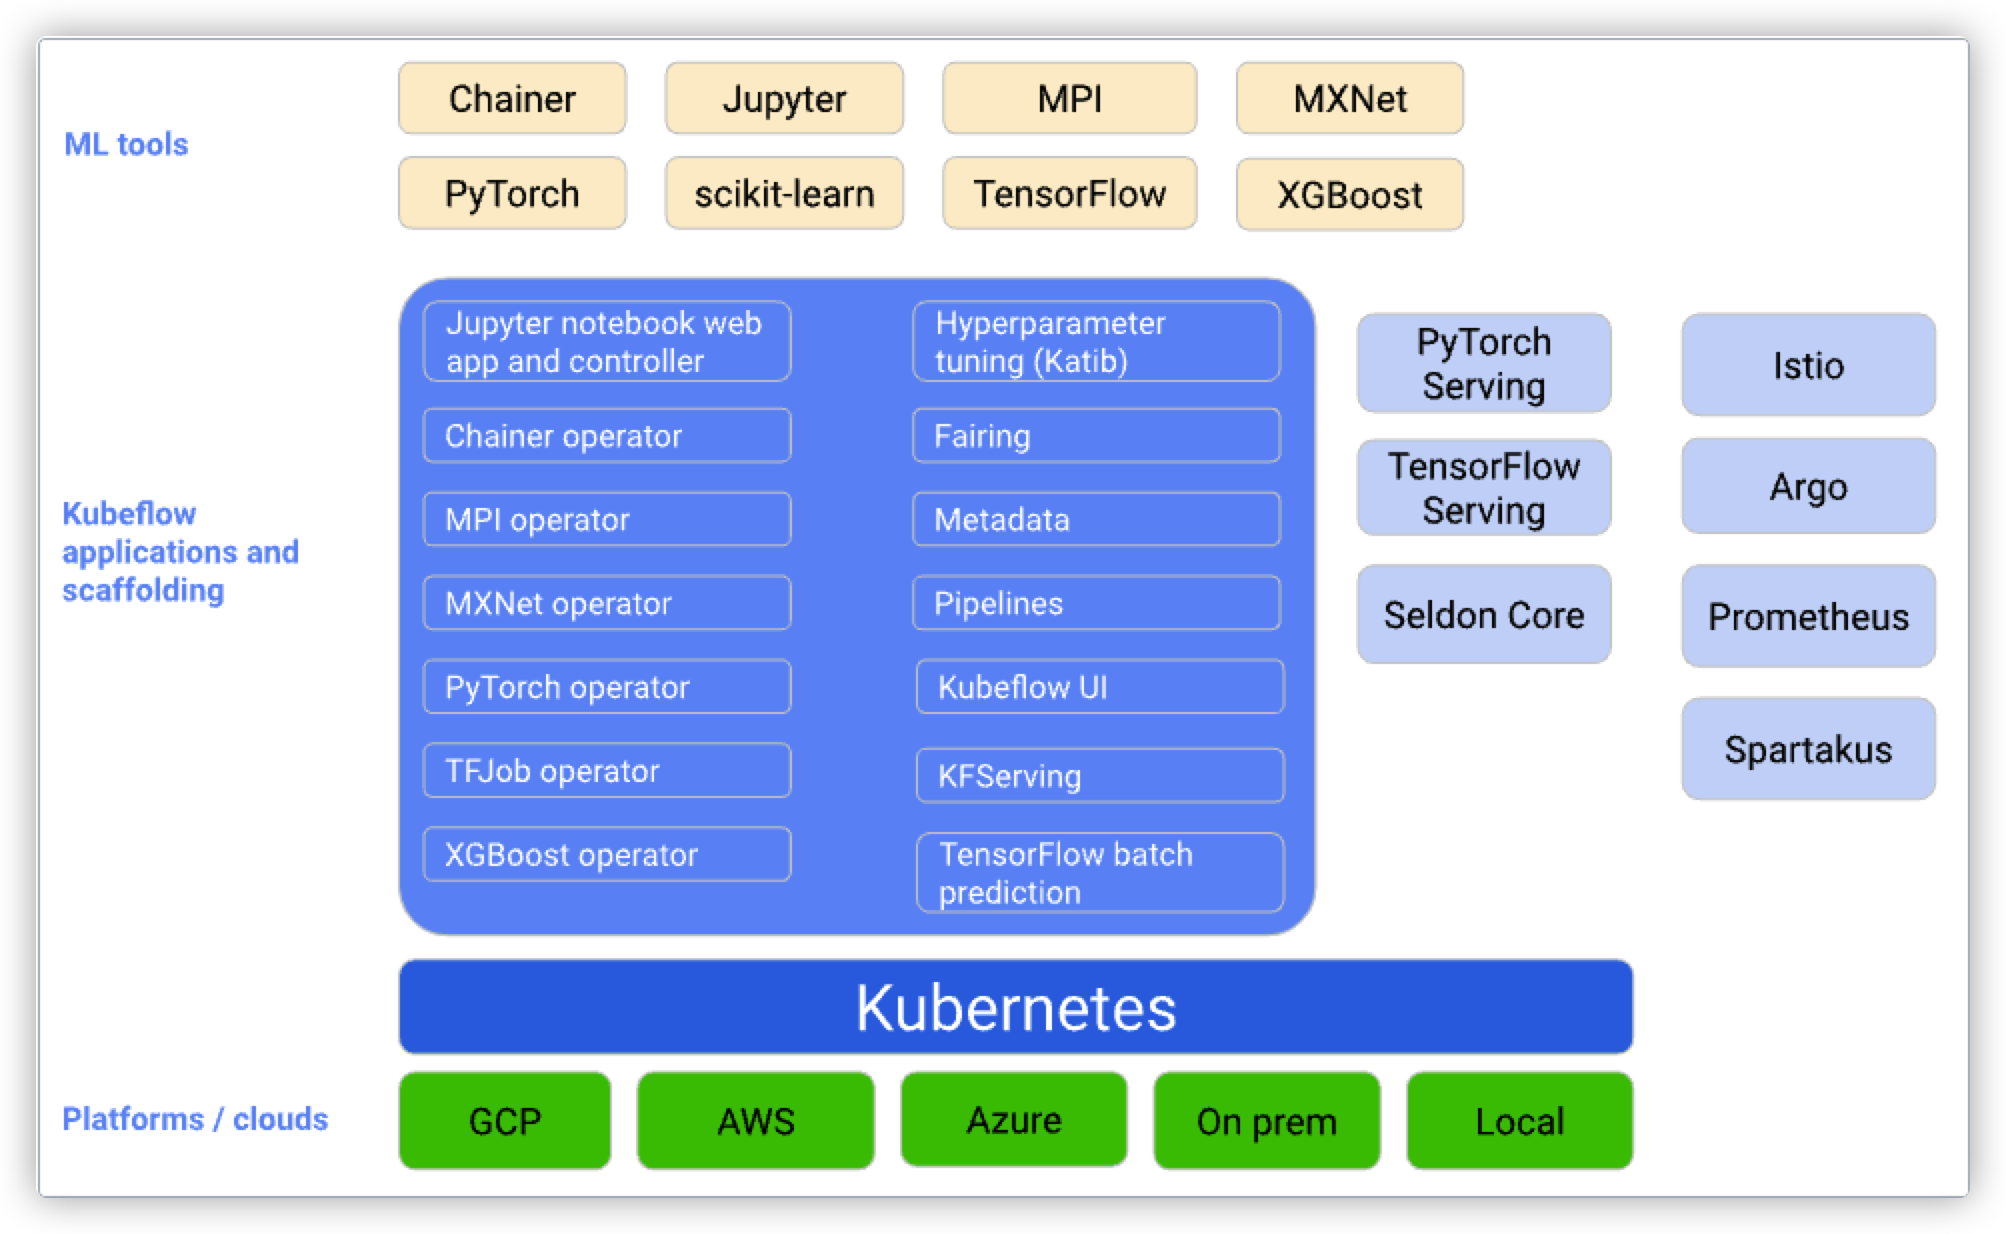 ML tools
Chainer
Jupyter
MPI
MXNet
PyTorch
scikit-learn
TensorFlow
XGBoost
Kubeflow
applications and
scaffolding
Jupyter notebook web
app and controller
Chainer operator
MPI operator
MXNet operator
PyTorch operator
TFJob operator
XGBoost operator
Hyperparameter
tuning (Katib)
Fairing
Metadata
Pipelines
Kubeflow UI
KFServing
TensorFlow batch
prediction
PyTorch
Serving
TensorFlow
Serving
Seldon Core
Istio
Argo
Prometheus
Spartakus
Kubernetes
Platforms / clouds
GCP
AWS
Azure
On prem
Local